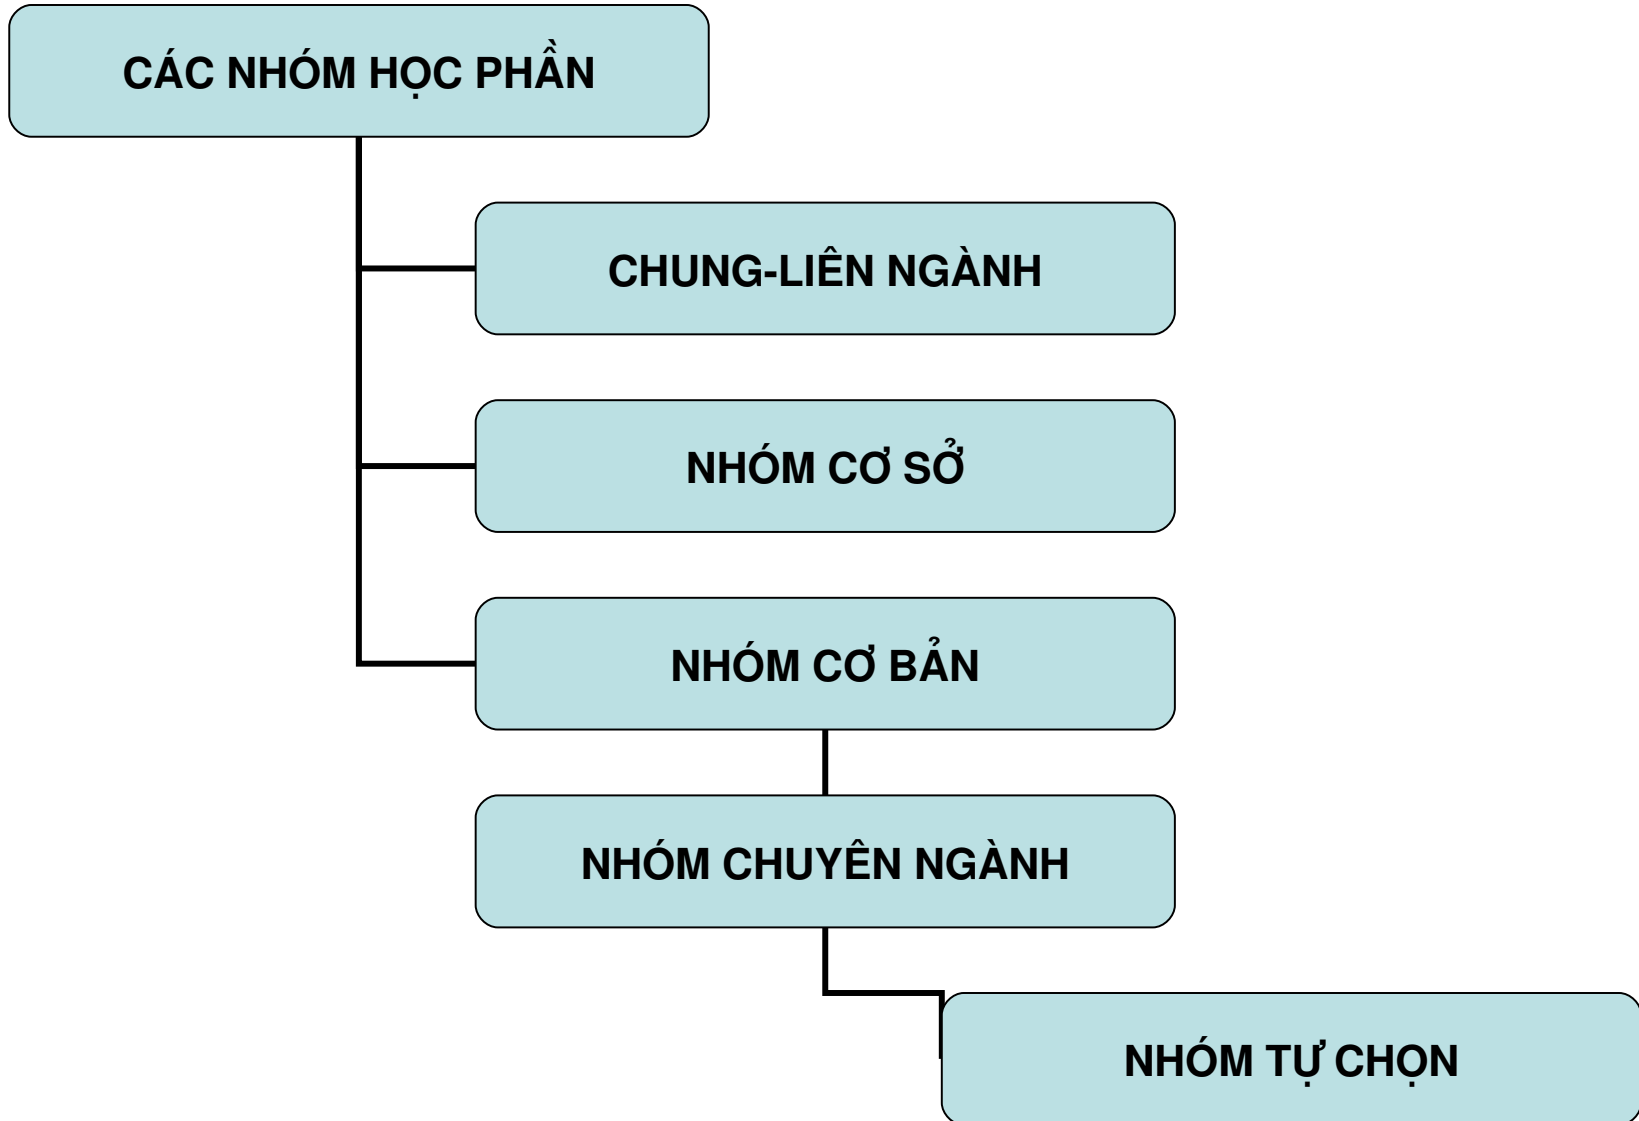 CÁC NHÓM HỌC PHẦN
CHUNG-LIÊN NGÀNH
NHÓM CƠ SỞ
NHÓM CƠ BẢN
NHÓM CHUYÊN NGÀNH
NHÓM TỰ CHỌN